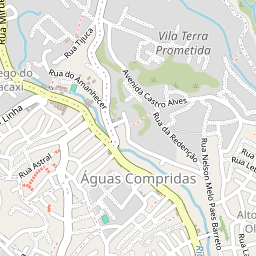 Rua Tijuca
Vila Terra
Prometida
Rua do Amanhecer
Avenida Castro Alves
Linha
Rua da Redenção
Rua Nelson Melo Paes Barreto
Rua Astral
Águas Compridas
Alto